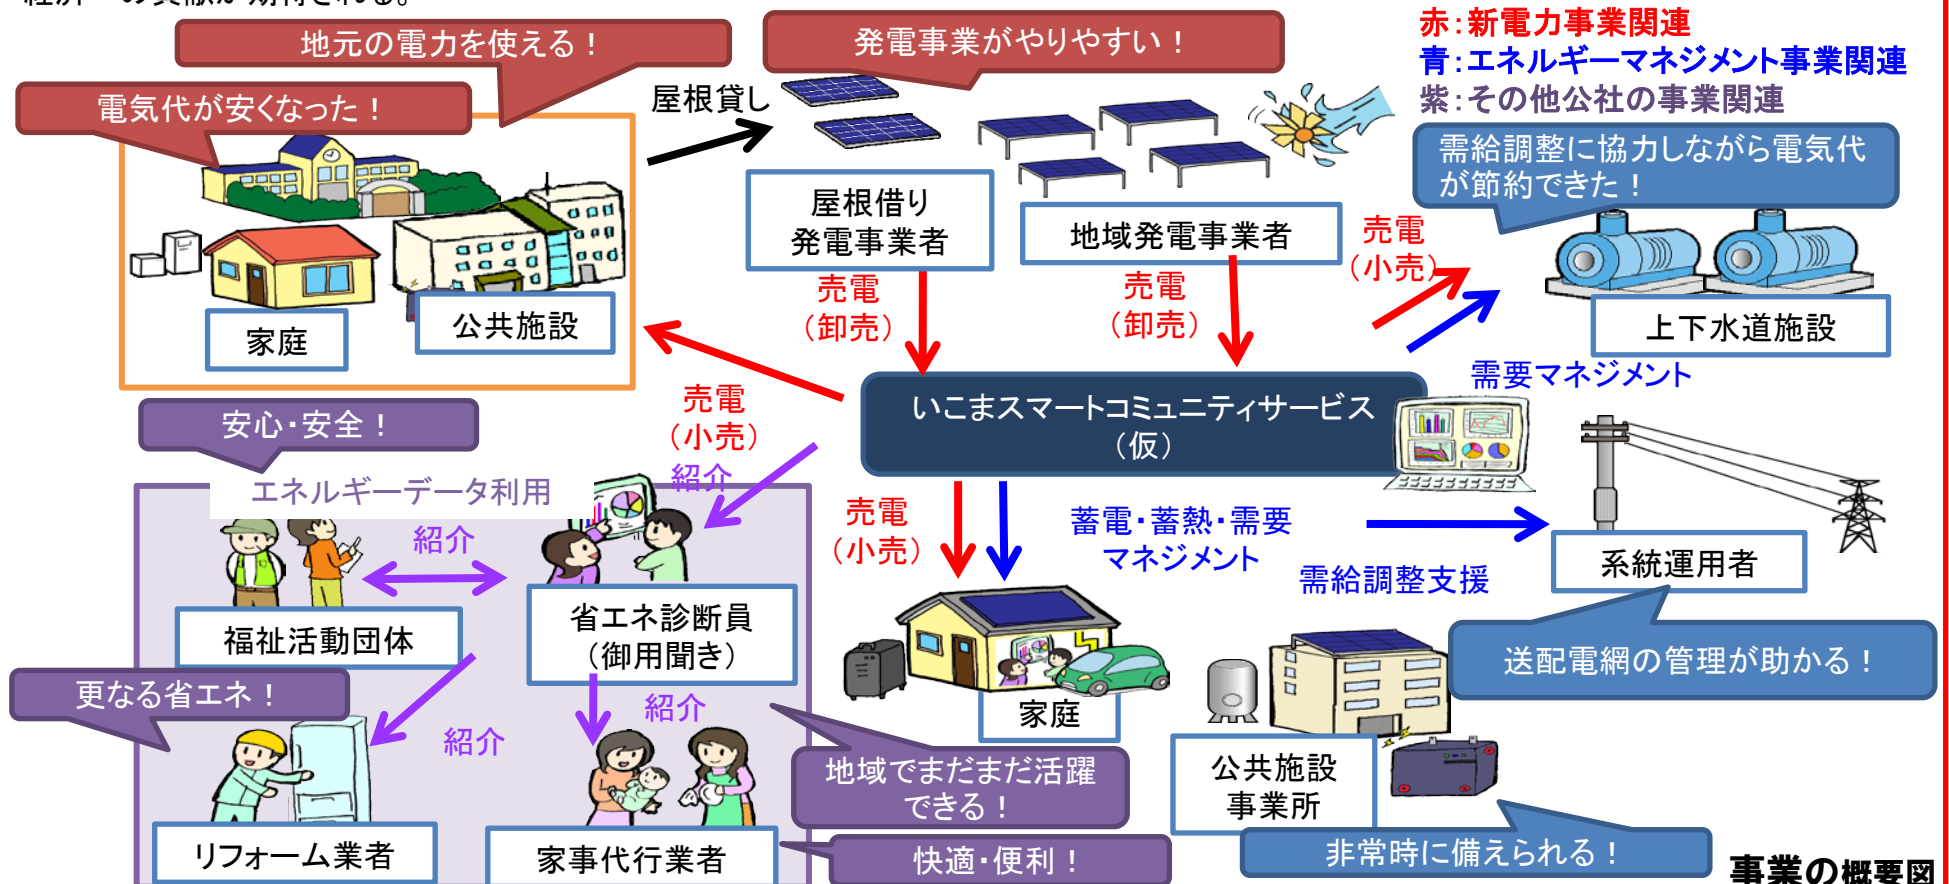 地元の電力を使える！
発電事業がやりやすい！
赤：新電力事業関連
青：エネルギーマネジメント事業関連
紫：その他公社の事業関連
電気代が安くなった！
屋根貸し
需給調整に協力しながら電気代
が節約できた！
屋根借り
発電事業者
地域発電事業者
売電
（小売）
売電
（卸売）
売電
（卸売）
家庭
公共施設
上下水道施設
需要マネジメント
売電
（小売）
いこまスマートコミュニティサービス
（仮）
安心・安全！
紹介
エネルギーデータ利用
紹介
売電
（小売）
蓄電・蓄熱・需要
マネジメント
需給調整支援
系統運用者
福祉活動団体
省エネ診断員
（御用聞き）
送配電網の管理が助かる！
更なる省エネ！
紹介
紹介
家庭
地域でまだまだ活躍
できる！
公共施設
事業所
リフォーム業者
家事代行業者
快適・便利！
非常時に備えられる！
事業の概要図